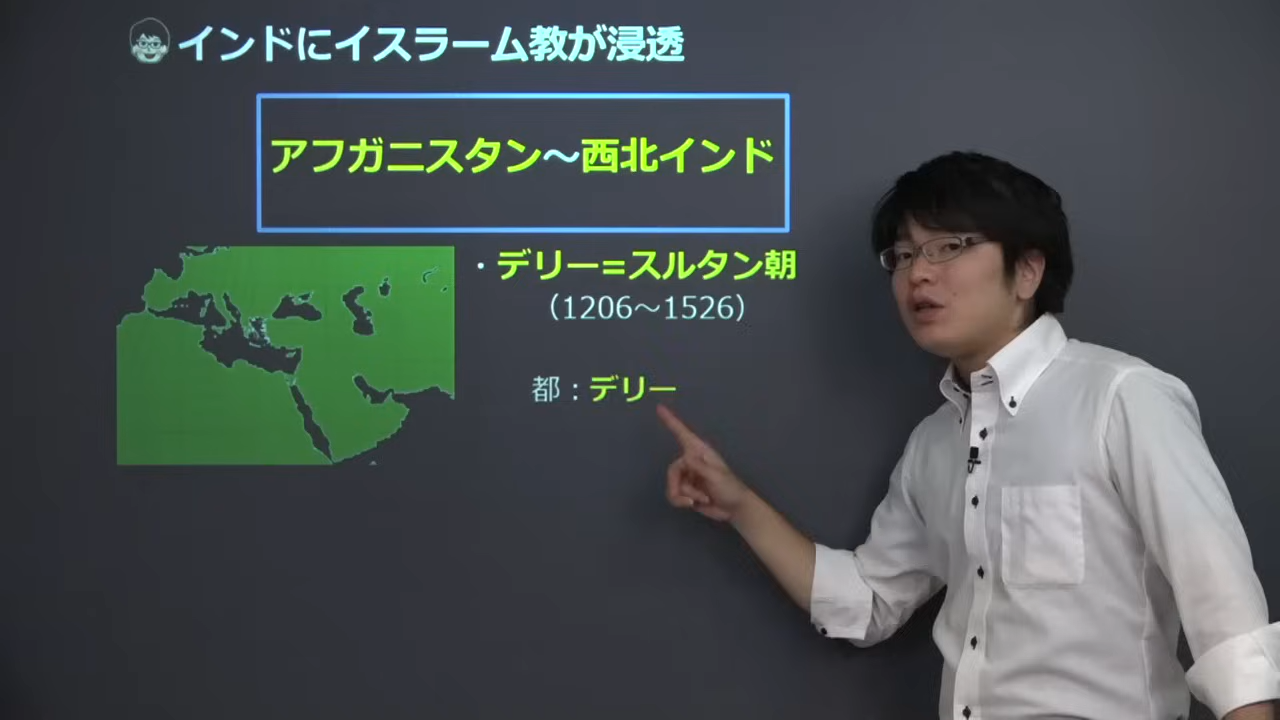 インドにイスラーム教が浸透
アフガニスタン～西北インド
・デリー=スルタン朝
（1206～1526）
都：デリー